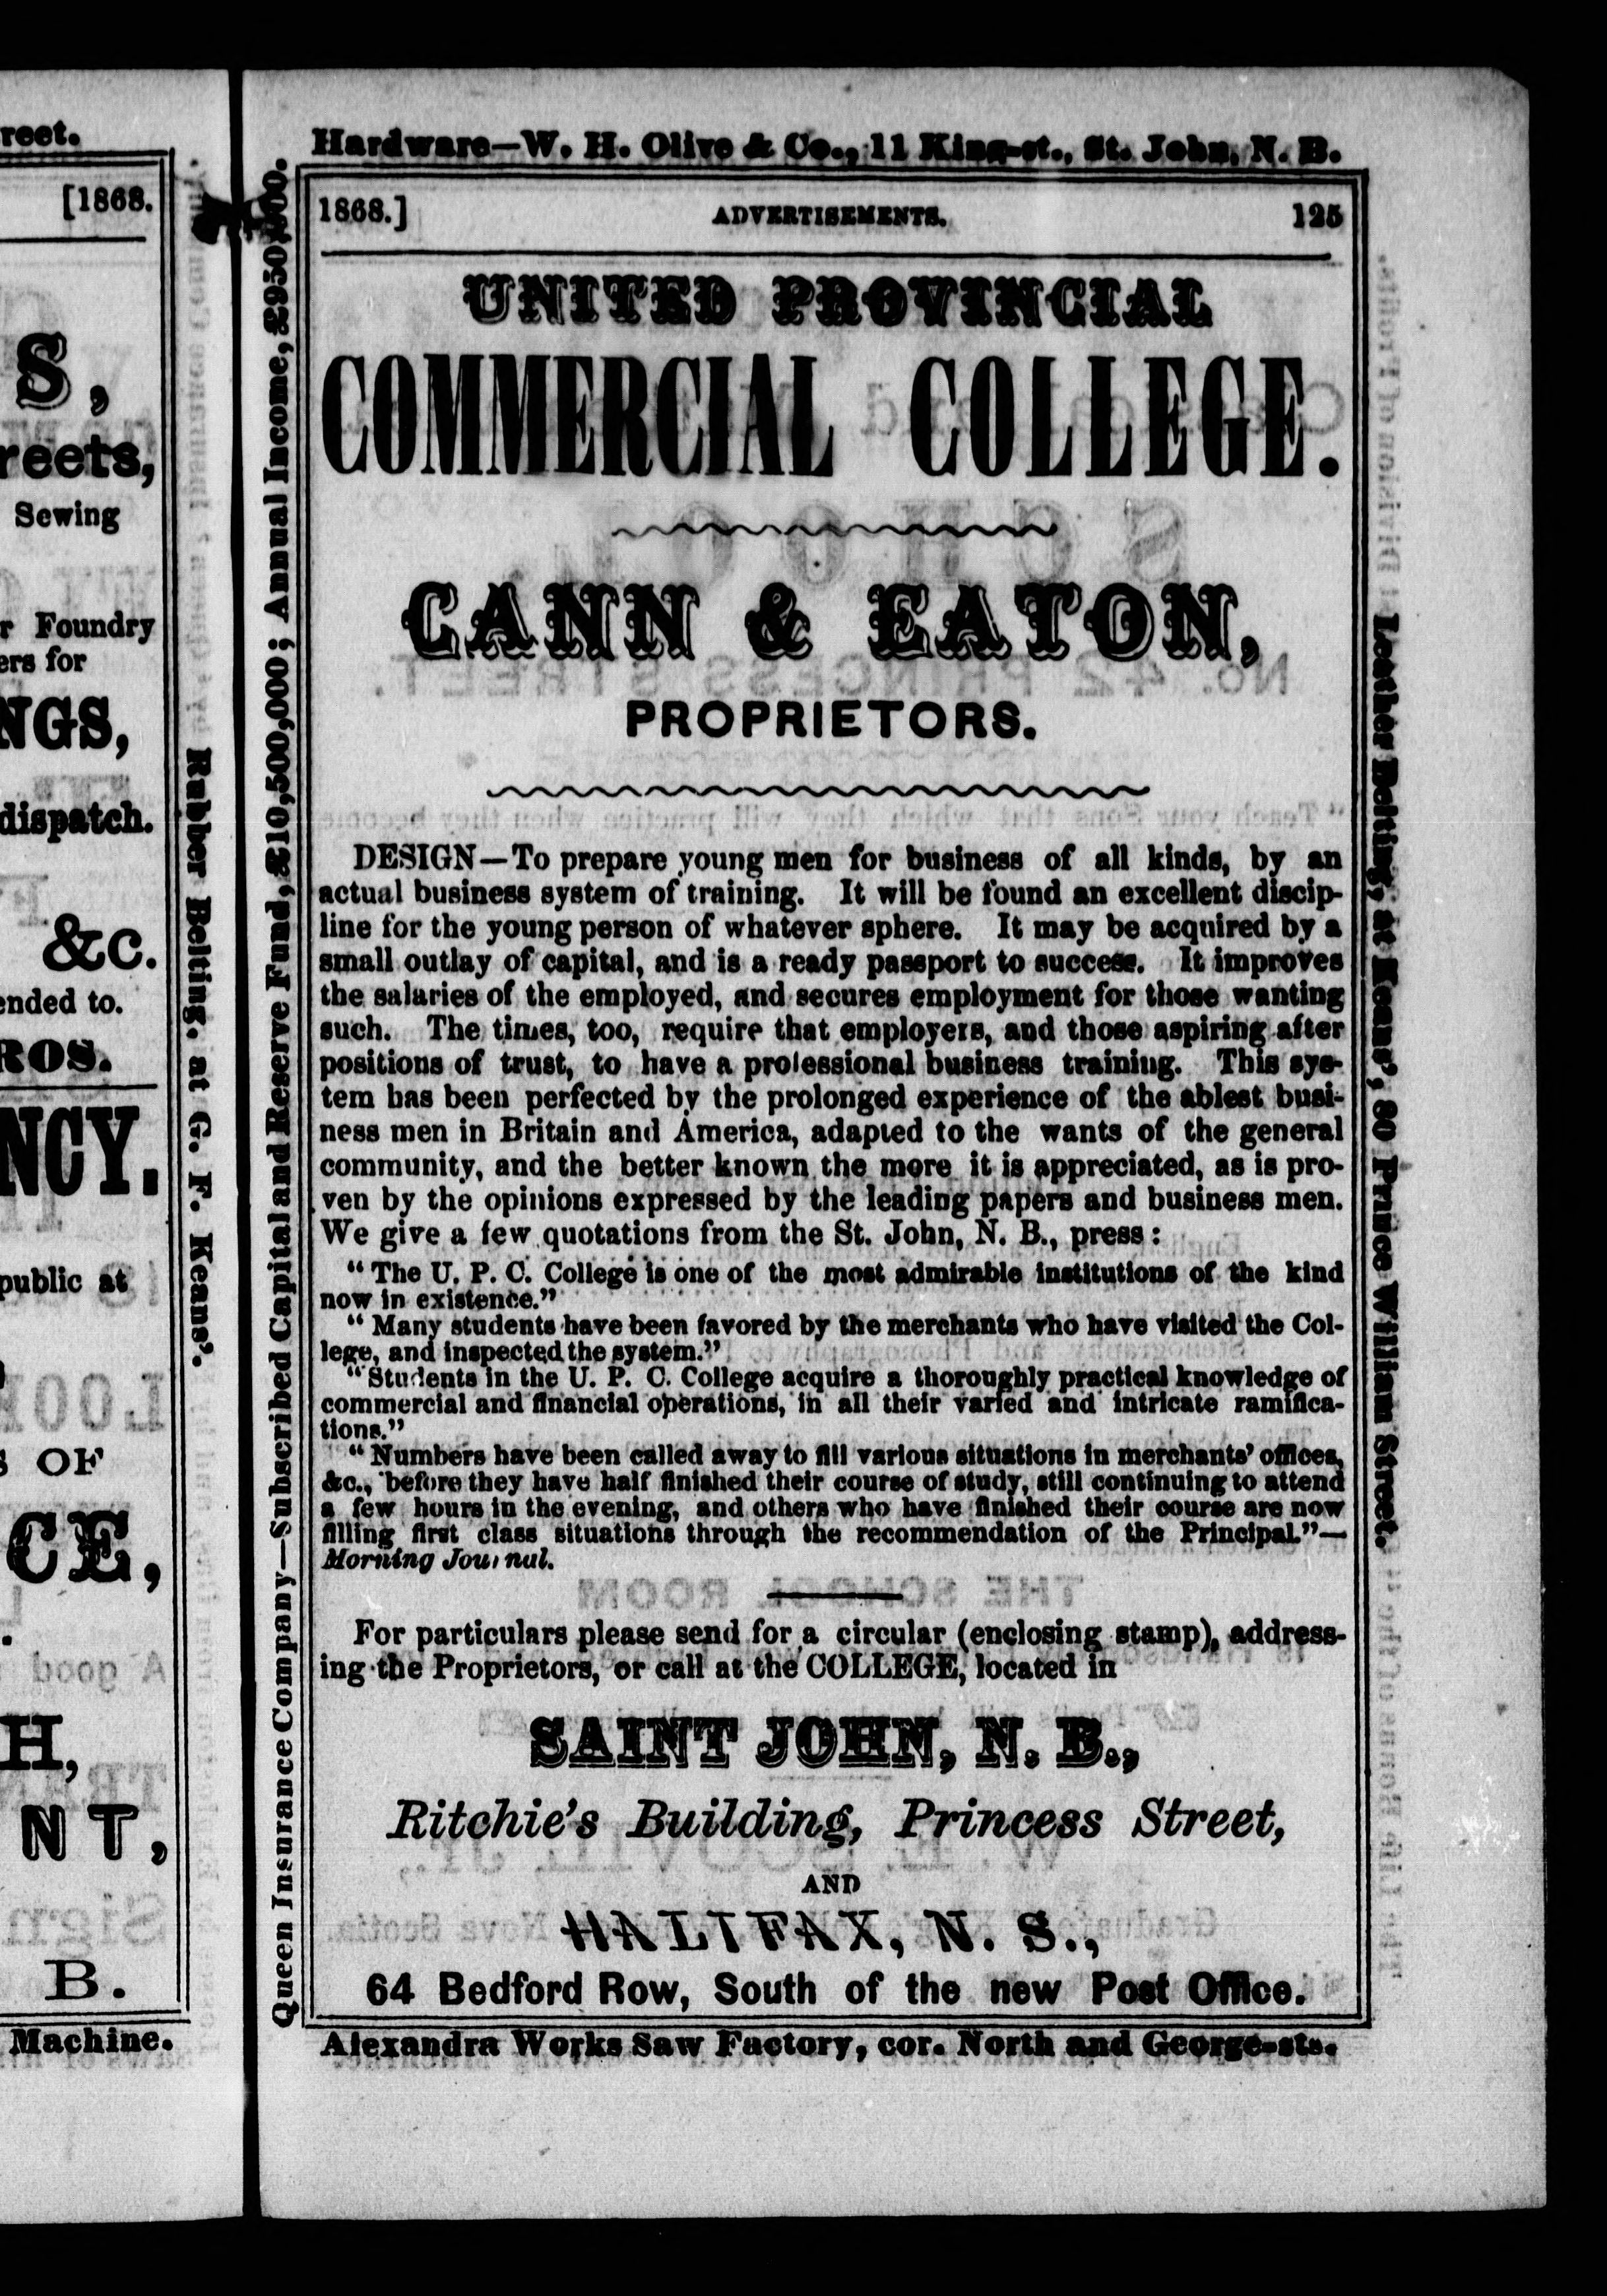 reet.
[1868.
S,
reets,
Sewing
r Foundry
ers for
NGS,
dispatch.
&c.
ended to.
ROS.
NCY.
public at
S OF
CE,
H,
NT,
B.
Machine.
Rubber Belting, at G. F. Keans'.
Queen Insurance Company—Subscribed Capital and Reserve Fund, £10,500,000; Annual Income, £950,000.
Hardware—W. H. Olive & Co., 11 King-st., St. John, N. B.
1868.] ADVERTISEMENTS. 125
UNITED PROVINCIAL
COMMERCIAL COLLEGE.
CANN & EATON,
PROPRIETORS.
DESIGN—To prepare young men for business of all kinds, by an
actual business system of training. It will be found an excellent discip-
line for the young person of whatever sphere. It may be acquired by a
small outlay of capital, and is a ready passport to success. It improves
the salaries of the employed, and secures employment for those wanting
such. The times, too, require that employers, and those aspiring after
positions of trust, to have a professional business training. This sys-
tem has been perfected by the prolonged experience of the ablest busi-
ness men in Britain and America, adapted to the wants of the general
community, and the better known the more it is appreciated, as is pro-
ven by the opinions expressed by the leading papers and business men.
We give a few quotations from the St. John, N. B., press:
"The U. P. C. College is one of the most admirable institutions of the kind
now in existence."
"Many students have been favored by the merchants who have visited the Col-
lege, and inspected the system."
"Students in the U. P. C. College acquire a thoroughly practical knowledge of
commercial and financial operations, in all their varied and intricate ramifica-
tions."
"Numbers have been called away to fill various situations in merchants' offices,
&c., before they have half finished their course of study, still continuing to attend
a few hours in the evening, and others who have finished their course are now
filling first class situations through the recommendation of the Principal."—
Morning Journal.
For particulars please send for a circular (enclosing stamp), address-
ing the Proprietors, or call at the COLLEGE, located in
SAINT JOHN, N. B.,
Ritchie's Building, Princess Street,
AND
HALIFAX, N. S.,
64 Bedford Row, South of the new Post Office.
Alexandra Works Saw Factory, cor. North and George-sts.
Leather Belting, at Keans', 80 Prince William Street.